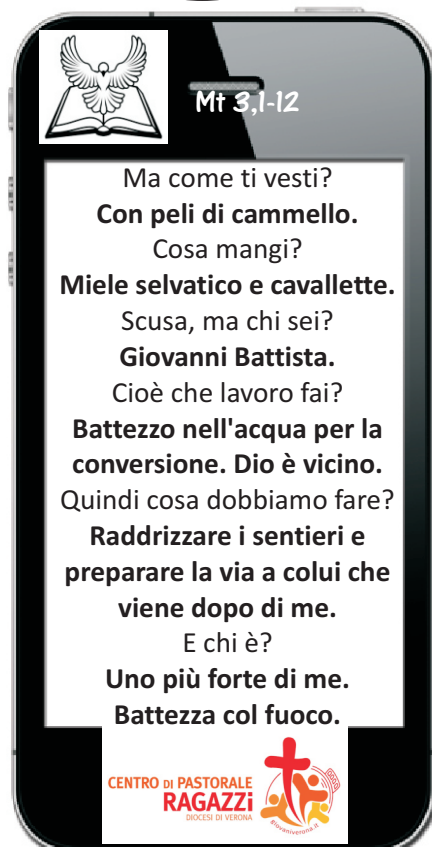 Mt 3,1-12
Ma come ti vesti?
Con peli di cammello.
Cosa mangi?
Miele selvatico e cavallette.
Scusa, ma chi sei?
Giovanni Battista.
Cioè che lavoro fai?
Battezzo nell'acqua per la
conversione. Dio è vicino.
Quindi cosa dobbiamo fare?
Raddrizzare i sentieri e
preparare la via a colui che
viene dopo di me.
E chi è?
Uno più forte di me.
Battezza col fuoco.
CENTRO DI PASTORALE
RAGAZZi
DIOCESI DI VERONA
giovaniverona.it